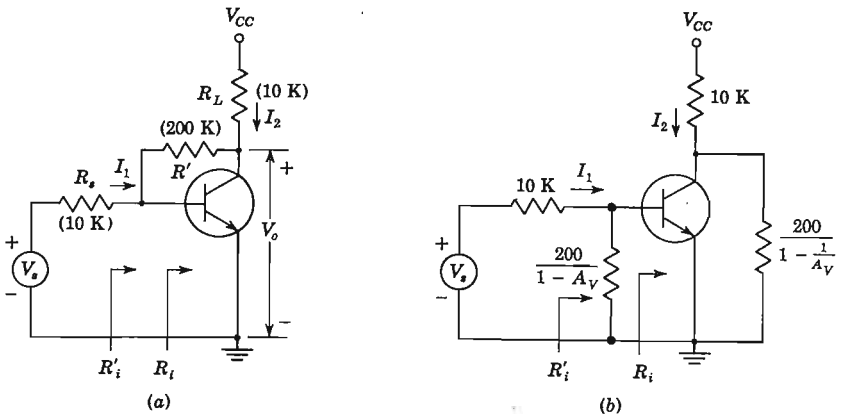 V_CC
R_L
(10 K)
I_2
(200 K)
R'
+
I_1
R_s
(10 K)
+
V_s
−
V_o
−
R'_i
R_i
(a)
V_CC
10 K
I_2
10 K
I_1
+
V_s
−
200
1 − A_V
200
1 − 1/A_V
R'_i
R_i
(b)